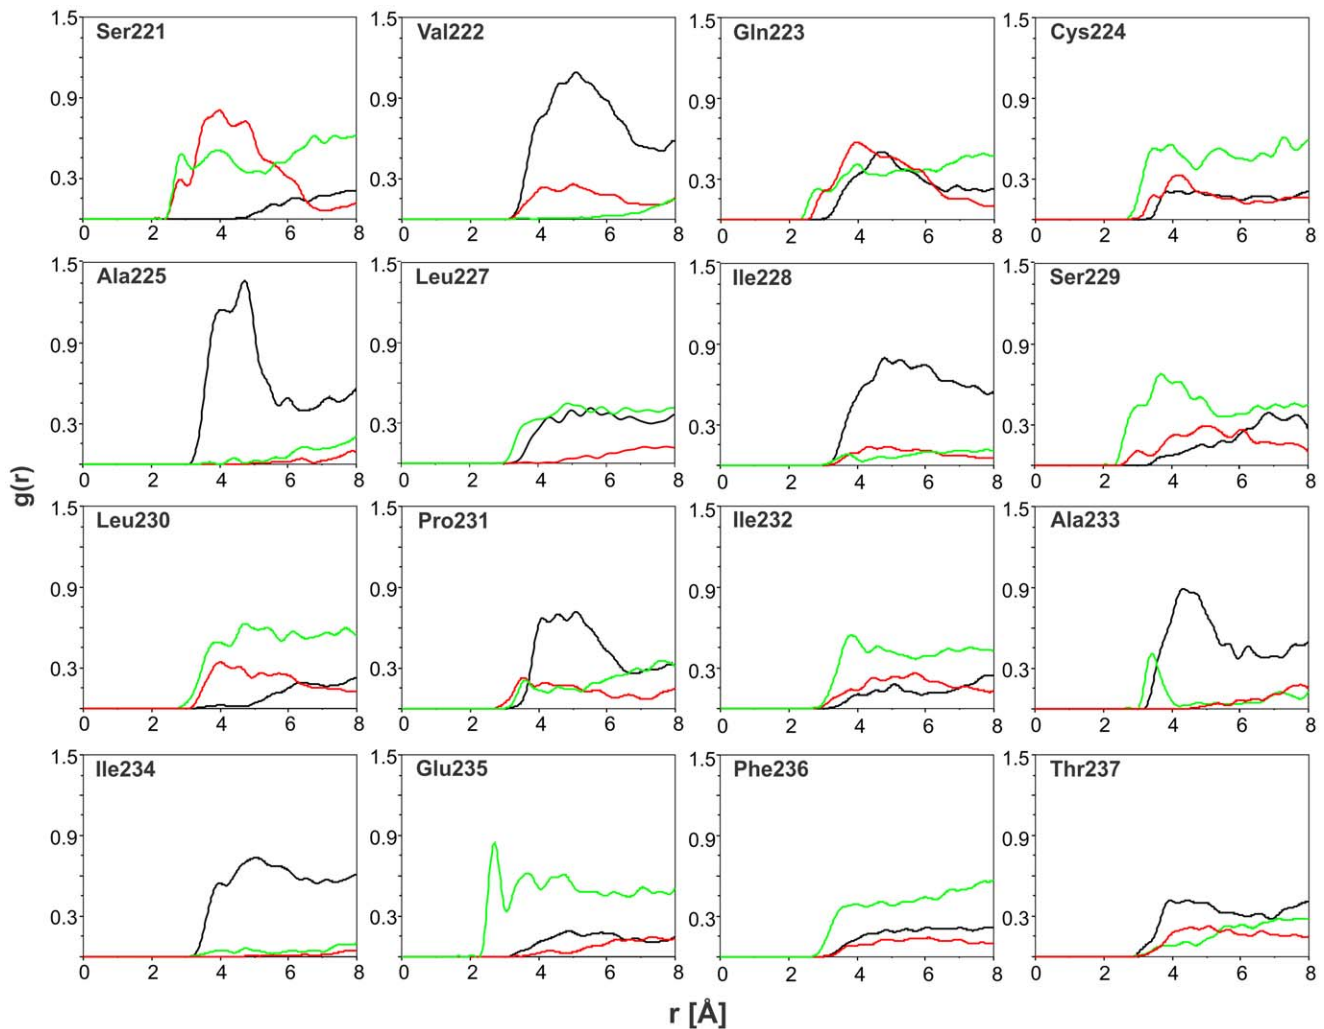 1.5 Ser221 1.5 Val222 1.5 Gln223 1.5 Cys224
0.9 0.9 0.9 0.9
0.3 0.3 0.3 0.3
0 2 4 6 8 0 2 4 6 8 0 2 4 6 8 0 2 4 6 8
1.5 Ala225 1.5 Leu227 1.5 Ile228 1.5 Ser229
0.9 0.9 0.9 0.9
0.3 0.3 0.3 0.3
0 2 4 6 8 0 2 4 6 8 0 2 4 6 8 0 2 4 6 8
g(r)
1.5 Leu230 1.5 Pro231 1.5 Ile232 1.5 Ala233
0.9 0.9 0.9 0.9
0.3 0.3 0.3 0.3
0 2 4 6 8 0 2 4 6 8 0 2 4 6 8 0 2 4 6 8
1.5 Ile234 1.5 Glu235 1.5 Phe236 1.5 Thr237
0.9 0.9 0.9 0.9
0.3 0.3 0.3 0.3
0 2 4 6 8 0 2 4 6 8 0 2 4 6 8 0 2 4 6 8
r [Å]